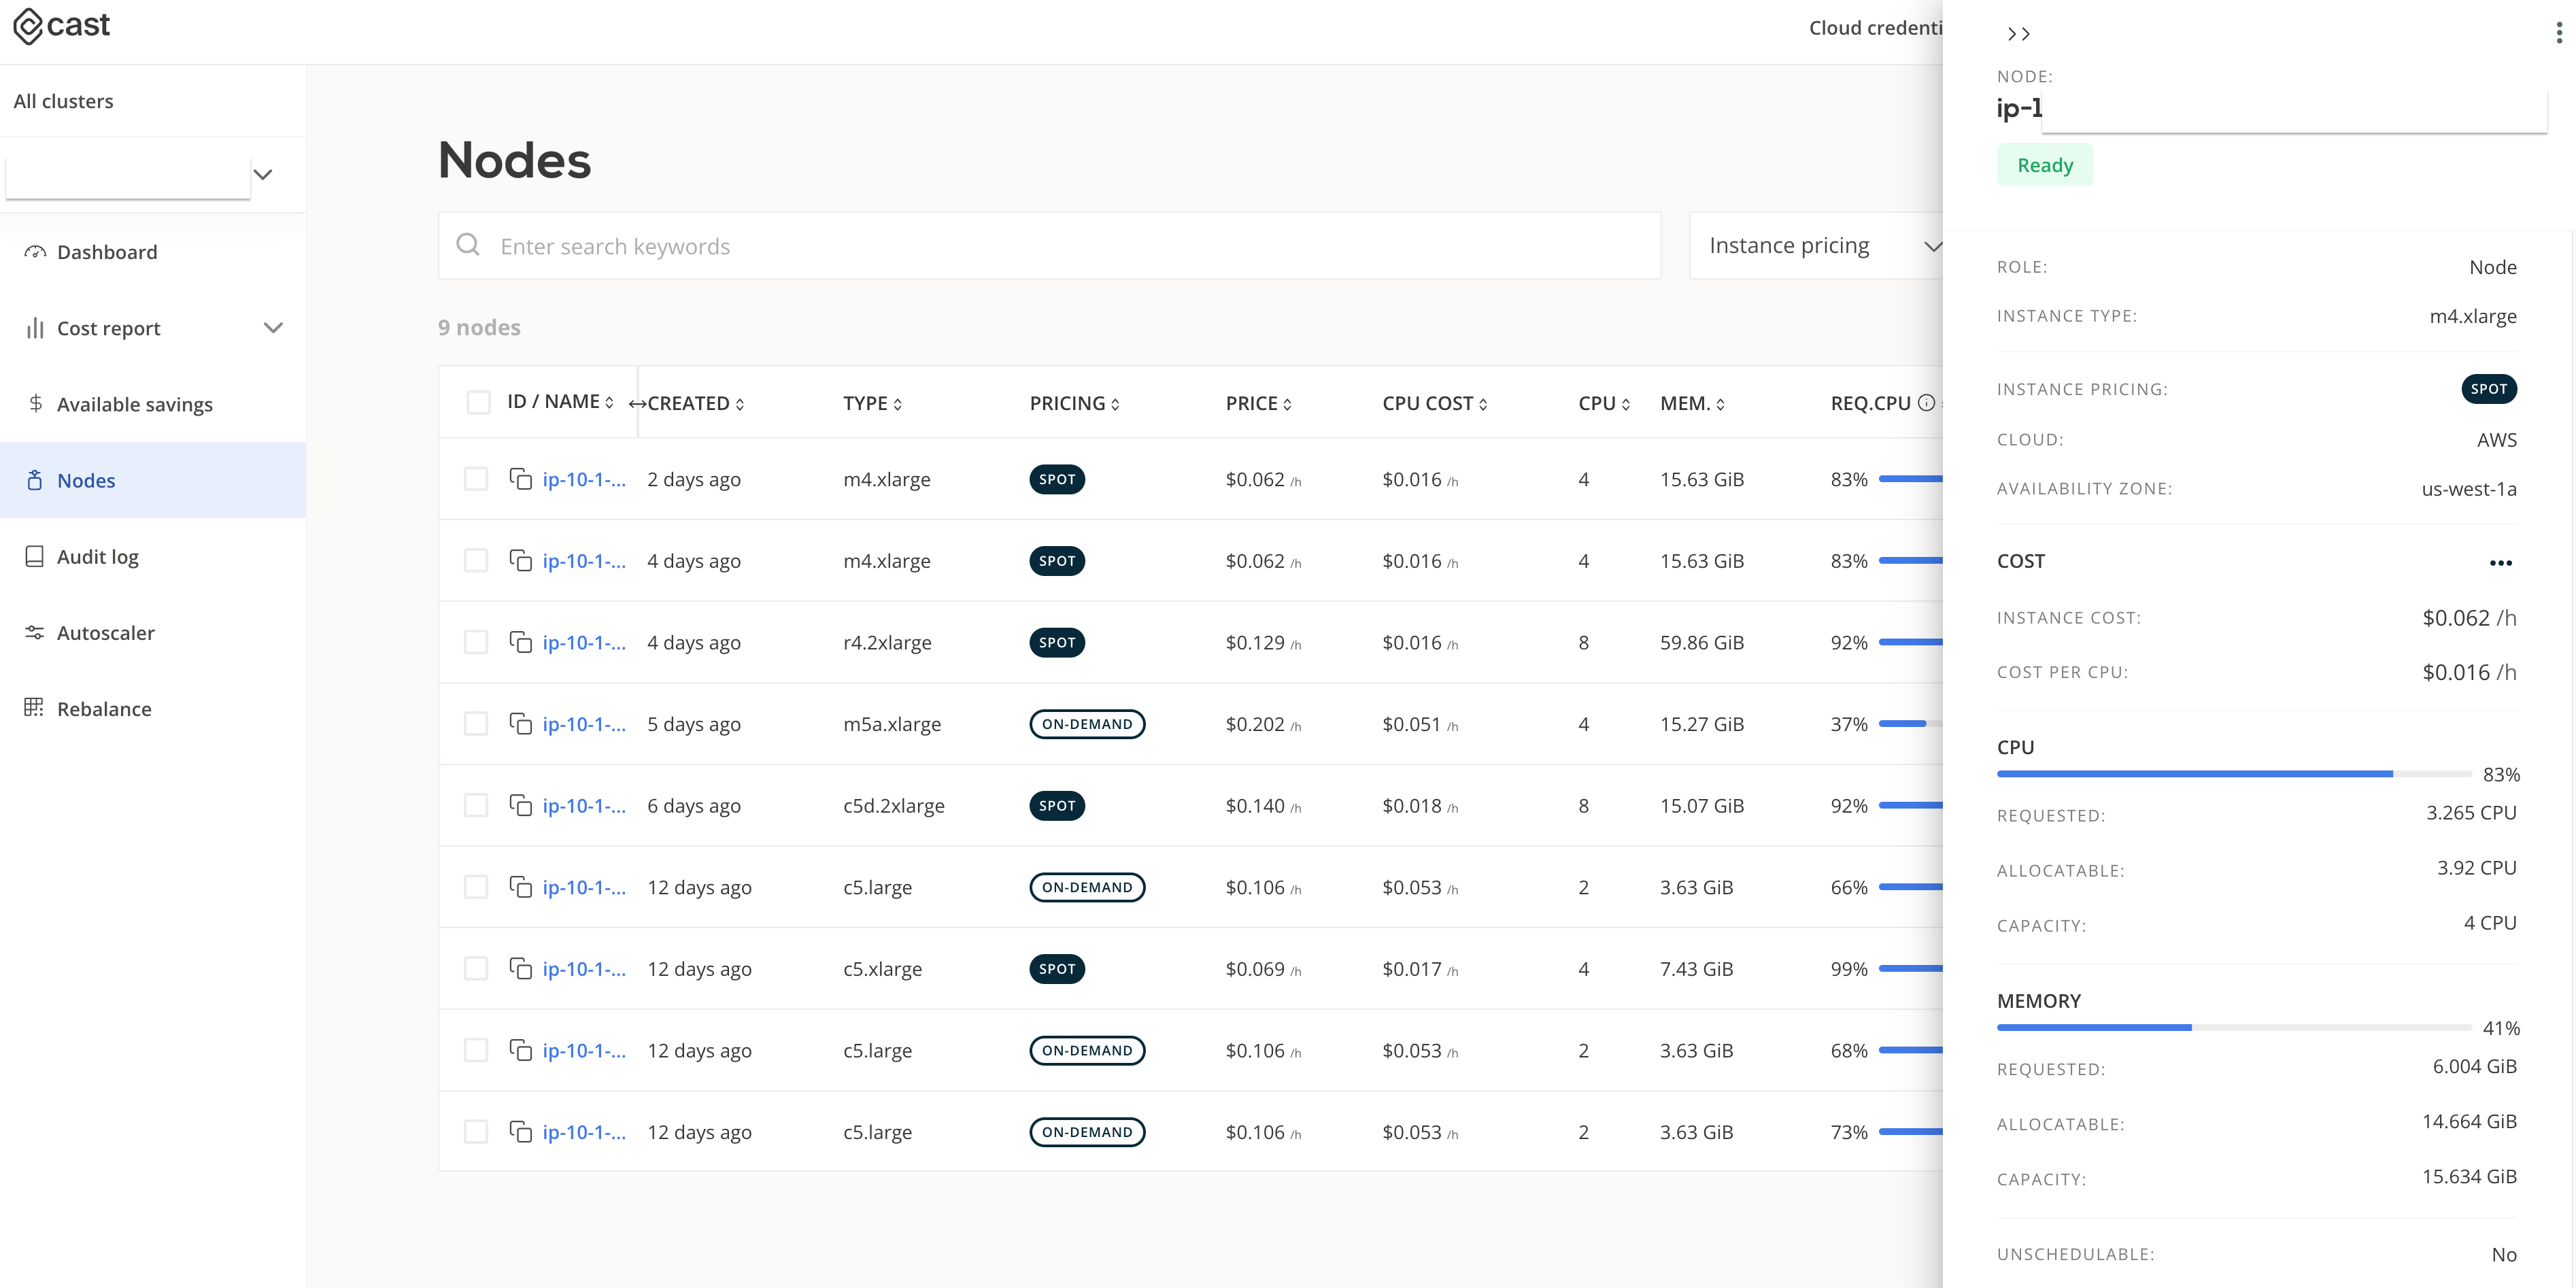 cast
Cloud credenti
All clusters
Dashboard
Cost report
Available savings
Nodes
Audit log
Autoscaler
Rebalance
Nodes
Enter search keywords
Instance pricing
9 nodes
ID / NAME CREATED TYPE PRICING PRICE CPU COST CPU MEM. REQ.CPU
ip-10-1-... 2 days ago m4.xlarge SPOT $0.062 /h $0.016 /h 4 15.63 GiB 83%
ip-10-1-... 4 days ago m4.xlarge SPOT $0.062 /h $0.016 /h 4 15.63 GiB 83%
ip-10-1-... 4 days ago r4.2xlarge SPOT $0.129 /h $0.016 /h 8 59.86 GiB 92%
ip-10-1-... 5 days ago m5a.xlarge ON-DEMAND $0.202 /h $0.051 /h 4 15.27 GiB 37%
ip-10-1-... 6 days ago c5d.2xlarge SPOT $0.140 /h $0.018 /h 8 15.07 GiB 92%
ip-10-1-... 12 days ago c5.large ON-DEMAND $0.106 /h $0.053 /h 2 3.63 GiB 66%
ip-10-1-... 12 days ago c5.xlarge SPOT $0.069 /h $0.017 /h 4 7.43 GiB 99%
ip-10-1-... 12 days ago c5.large ON-DEMAND $0.106 /h $0.053 /h 2 3.63 GiB 68%
ip-10-1-... 12 days ago c5.large ON-DEMAND $0.106 /h $0.053 /h 2 3.63 GiB 73%
NODE:
ip-1
Ready
ROLE: Node
INSTANCE TYPE: m4.xlarge
INSTANCE PRICING: SPOT
CLOUD: AWS
AVAILABILITY ZONE: us-west-1a
COST
INSTANCE COST: $0.062 /h
COST PER CPU: $0.016 /h
CPU
83%
REQUESTED: 3.265 CPU
ALLOCATABLE: 3.92 CPU
CAPACITY: 4 CPU
MEMORY
41%
REQUESTED: 6.004 GiB
ALLOCATABLE: 14.664 GiB
CAPACITY: 15.634 GiB
UNSCHEDULABLE: No